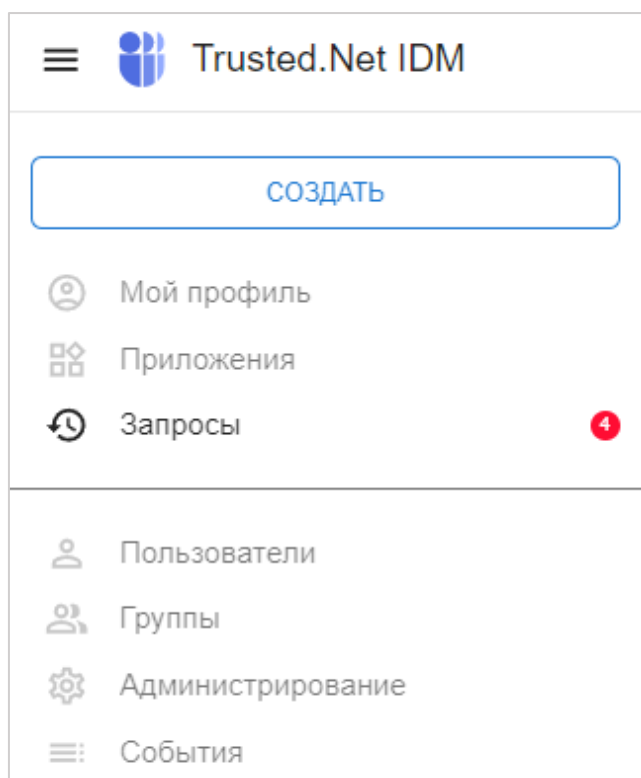 Trusted.Net IDM
СОЗДАТЬ
Мой профиль
Приложения
Запросы 4
Пользователи
Группы
Администрирование
События